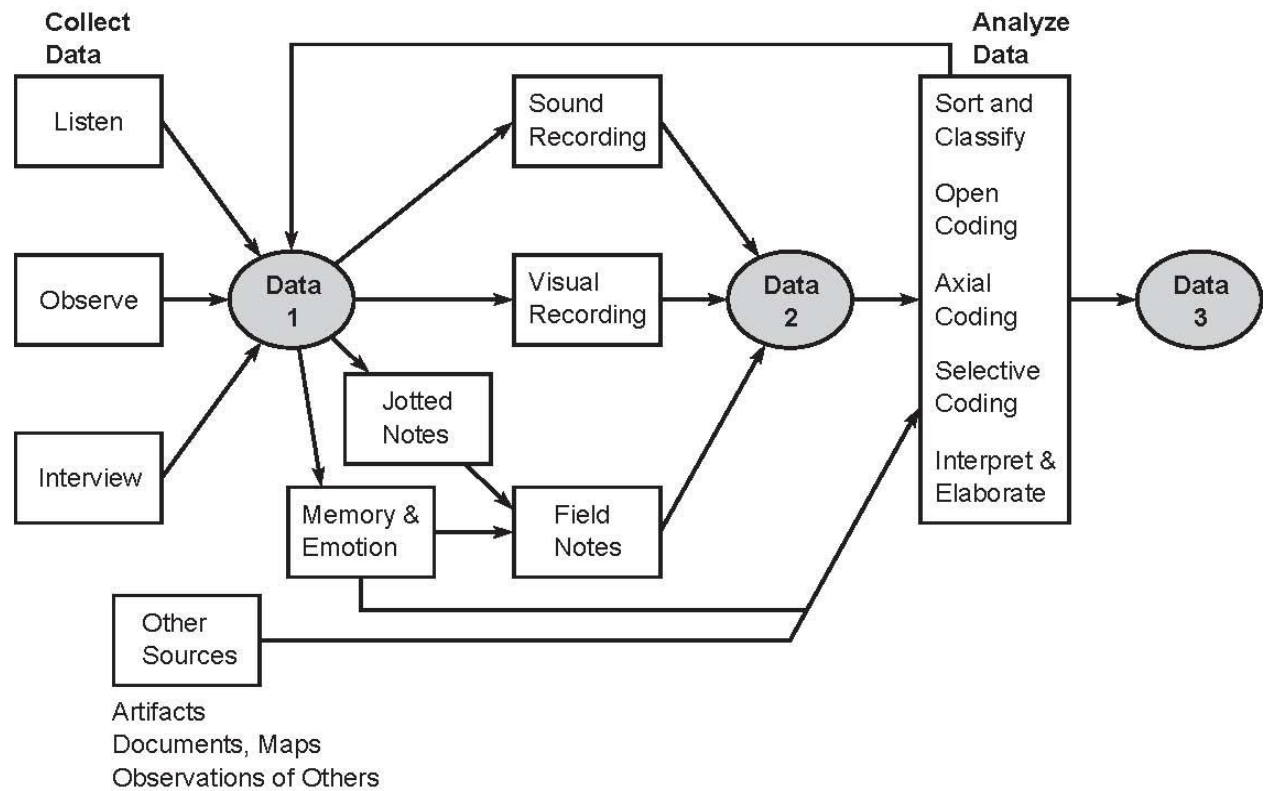 Collect
Data
Analyze
Data
Listen
Sound
Recording
Sort and
Classify
Open
Coding
Observe
Data
1
Visual
Recording
Data
2
Axial
Coding
Data
3
Jotted
Notes
Selective
Coding
Interview
Memory &
Emotion
Field
Notes
Interpret &
Elaborate
Other
Sources
Artifacts
Documents, Maps
Observations of Others